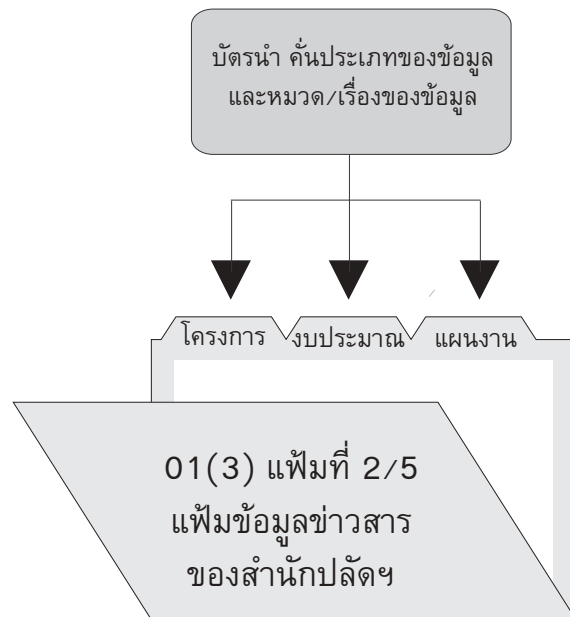 บัตรนำ คั่นประเภทของข้อมูล
และหมวด/เรื่องของข้อมูล
โครงการ งบประมาณ แผนงาน
01(3) แฟ้มที่ 2/5
แฟ้มข้อมูลข่าวสาร
ของสำนักปลัดฯ